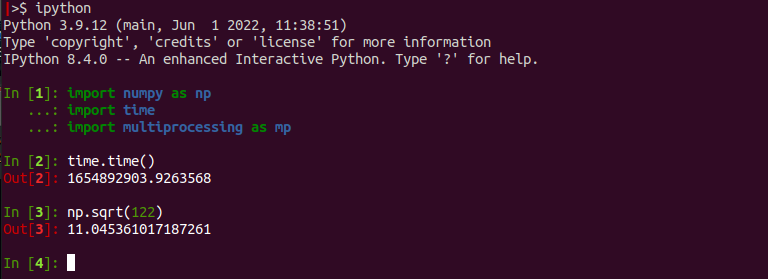 |>$ ipython
Python 3.9.12 (main, Jun  1 2022, 11:38:51)
Type 'copyright', 'credits' or 'license' for more information
IPython 8.4.0 -- An enhanced Interactive Python. Type '?' for help.
In [1]: import numpy as np
   ...: import time
   ...: import multiprocessing as mp
In [2]: time.time()
Out[2]: 1654892903.9263568
In [3]: np.sqrt(122)
Out[3]: 11.045361017187261
In [4]: